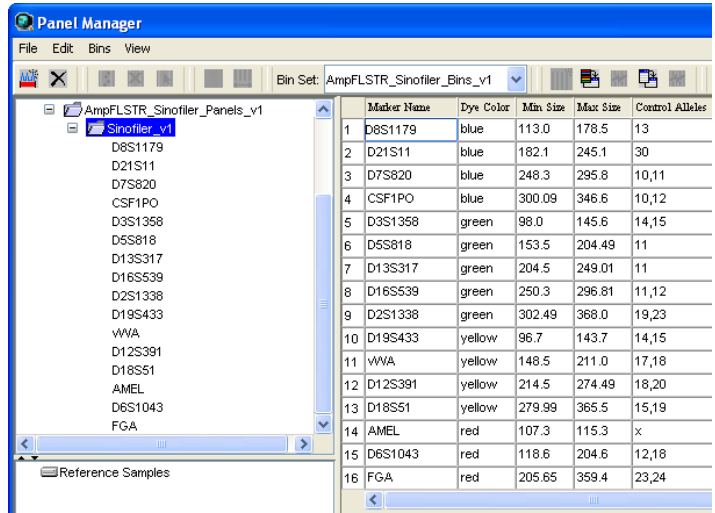 Panel Manager
File Edit Bins View
Bin Set: AmpFLSTR_Sinofiler_Bins_v1
AmpFLSTR_Sinofiler_Panels_v1
Sinofiler_v1
D8S1179
D21S11
D7S820
CSF1PO
D3S1358
D5S818
D13S317
D16S539
D2S1338
D19S433
vWA
D12S391
D18S51
AMEL
D6S1043
FGA
Reference Samples
Marker Name Dye Color Min Size Max Size Control Alleles
1 D8S1179 blue 113.0 178.5 13
2 D21S11 blue 182.1 245.1 30
3 D7S820 blue 248.3 295.8 10,11
4 CSF1PO blue 300.09 346.6 10,12
5 D3S1358 green 98.0 145.6 14,15
6 D5S818 green 153.5 204.49 11
7 D13S317 green 204.5 249.01 11
8 D16S539 green 250.3 296.81 11,12
9 D2S1338 green 302.49 368.0 19,23
10 D19S433 yellow 96.7 143.7 14,15
11 vWA yellow 148.5 211.0 17,18
12 D12S391 yellow 214.5 274.49 18,20
13 D18S51 yellow 279.99 365.5 15,19
14 AMEL red 107.3 115.3 x
15 D6S1043 red 118.6 204.6 12,18
16 FGA red 205.65 359.4 23,24